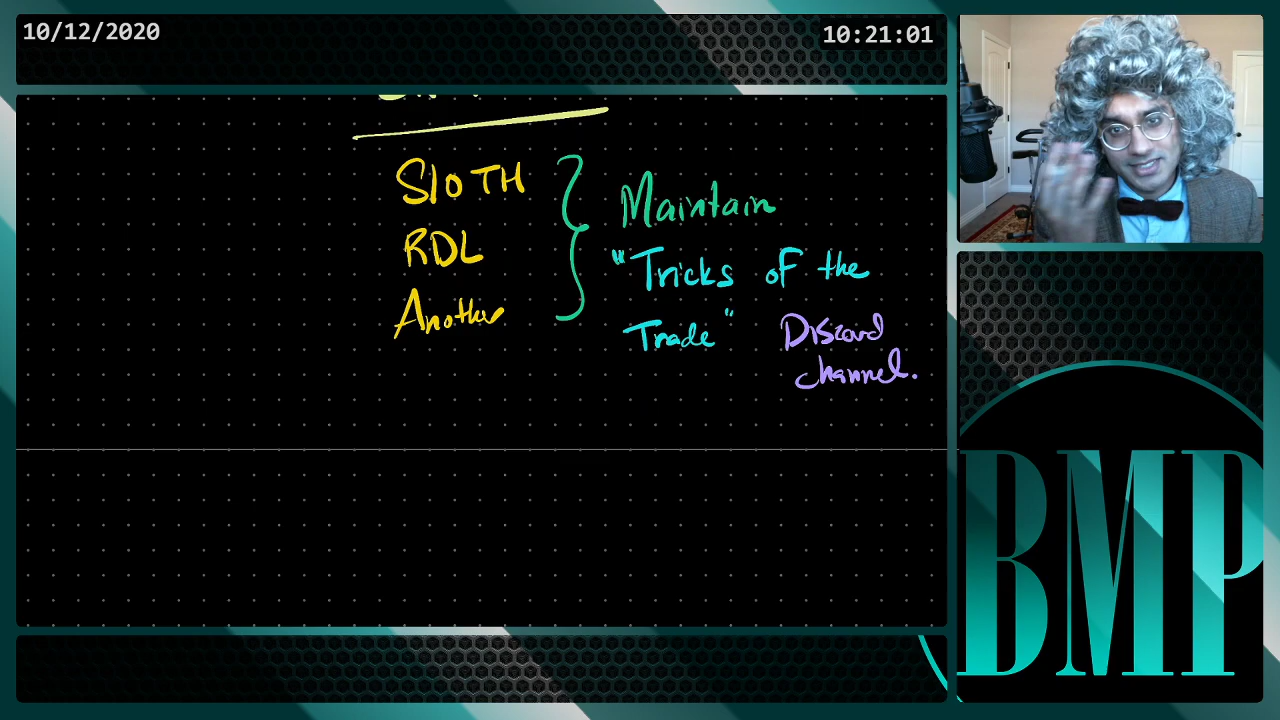 10/12/2020
10:21:01
SlOTH
RDL
Another
Maintain
"Tricks of the
Trade"
Discord
channel.
BMP